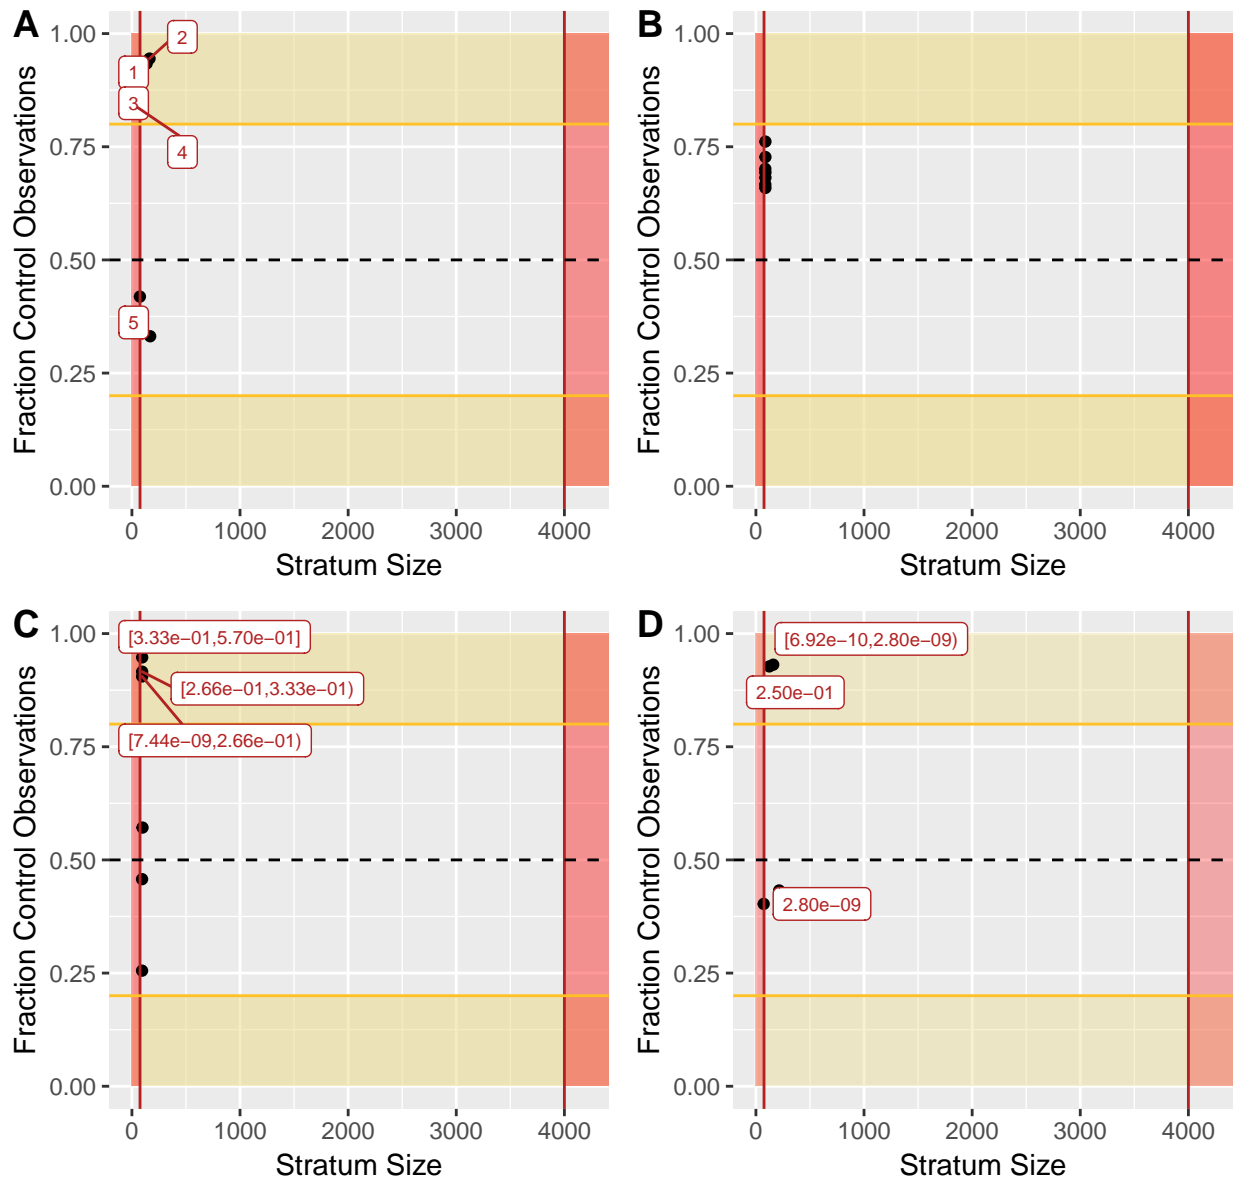 A
1.00
0.75
0.50
0.25
0.00
Fraction Control Observations
1
2
3
4
5
0 1000 2000 3000 4000
Stratum Size
B
1.00
0.75
0.50
0.25
0.00
Fraction Control Observations
0 1000 2000 3000 4000
Stratum Size
C
1.00
0.75
0.50
0.25
0.00
Fraction Control Observations
[3.33e−01,5.70e−01]
[2.66e−01,3.33e−01)
[7.44e−09,2.66e−01)
0 1000 2000 3000 4000
Stratum Size
D
1.00
0.75
0.50
0.25
0.00
Fraction Control Observations
[6.92e−10,2.80e−09)
2.50e−01
2.80e−09
0 1000 2000 3000 4000
Stratum Size